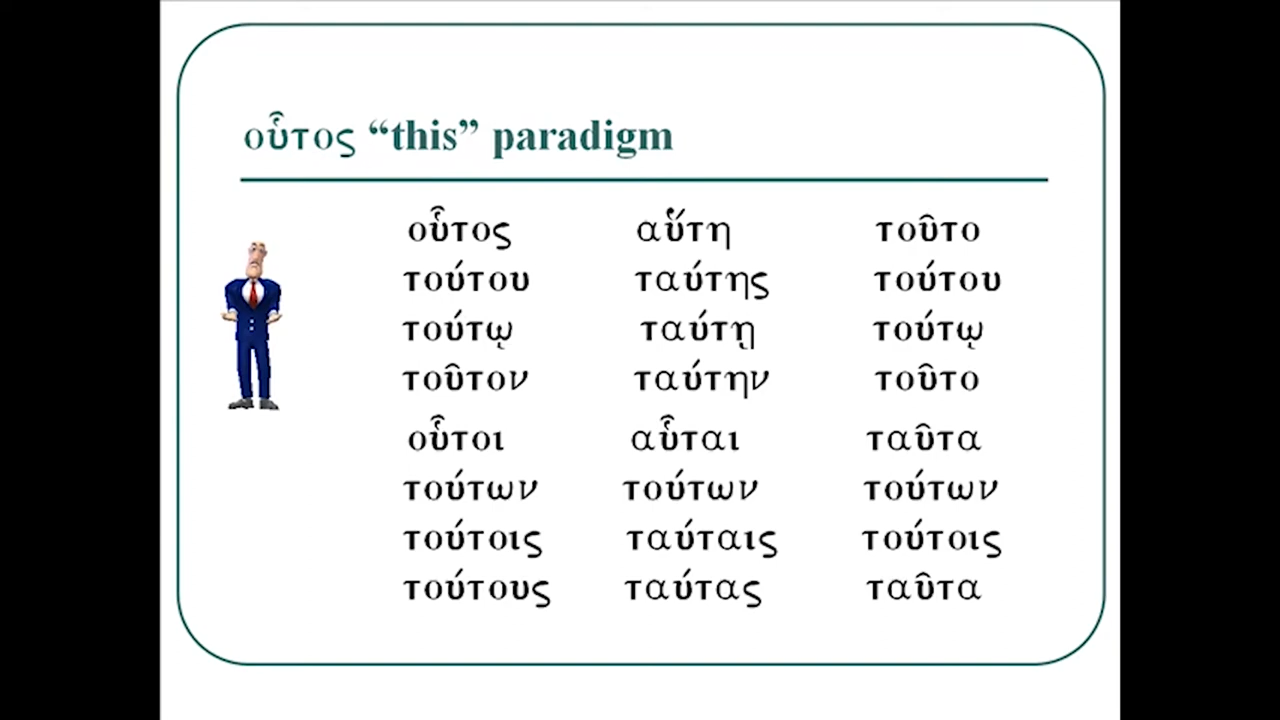 οὗτος “this” paradigm
οὗτος αὕτη τοῦτο
τούτου ταύτης τούτου
τούτῳ ταύτῃ τούτῳ
τοῦτον ταύτην τοῦτο
οὗτοι αὗται ταῦτα
τούτων τούτων τούτων
τούτοις ταύταις τούτοις
τούτους ταύτας ταῦτα